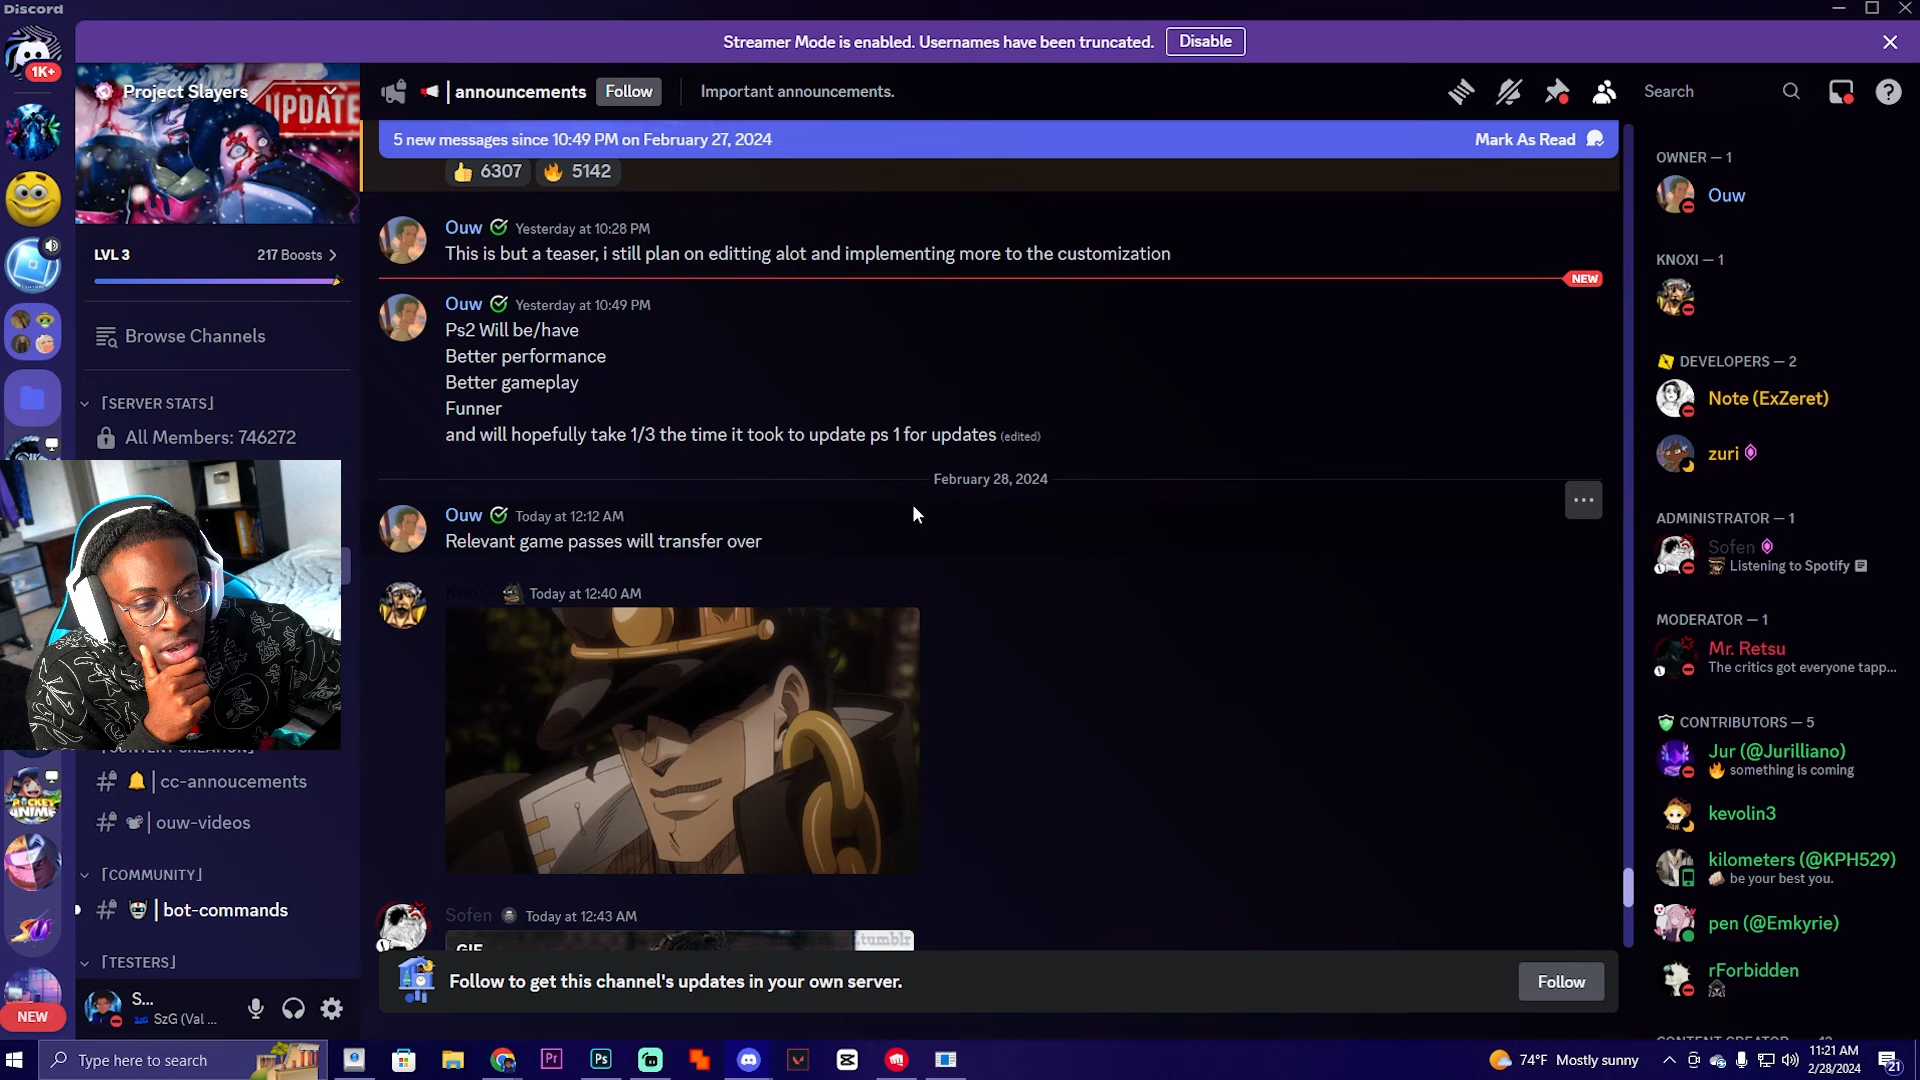 Discord
Streamer Mode is enabled. Usernames have been truncated. Disable
1K+
Project Slayers
UPDATE
LVL 3 217 Boosts
Browse Channels
[SERVER STATS]
All Members: 746272
cc-annoucements
ouw-videos
[COMMUNITY]
bot-commands
[TESTERS]
POCKET
ANIME
NEW
S...
SzG (Val ...
announcements Follow Important announcements.
Search
5 new messages since 10:49 PM on February 27, 2024 Mark As Read
6307 5142
Ouw Yesterday at 10:28 PM
This is but a teaser, i still plan on editting alot and implementing more to the customization
NEW
Ouw Yesterday at 10:49 PM
Ps2 Will be/have
Better performance
Better gameplay
Funner
and will hopefully take 1/3 the time it took to update ps 1 for updates (edited)
February 28, 2024
Ouw Today at 12:12 AM
Relevant game passes will transfer over
Today at 12:40 AM
Sofen Today at 12:43 AM
GIF
.tumblr
Follow to get this channel's updates in your own server. Follow
OWNER — 1
Ouw
KNOXI — 1
DEVELOPERS — 2
Note (ExZeret)
zuri
ADMINISTRATOR — 1
Sofen
Listening to Spotify
MODERATOR — 1
Mr. Retsu
The critics got everyone tapp...
CONTRIBUTORS — 5
Jur (@Jurilliano)
something is coming
kevolin3
kilometers (@KPH529)
be your best you.
pen (@Emkyrie)
rForbidden
Type here to search
Pr
Ps
74°F Mostly sunny
11:21 AM
2/28/2024
21